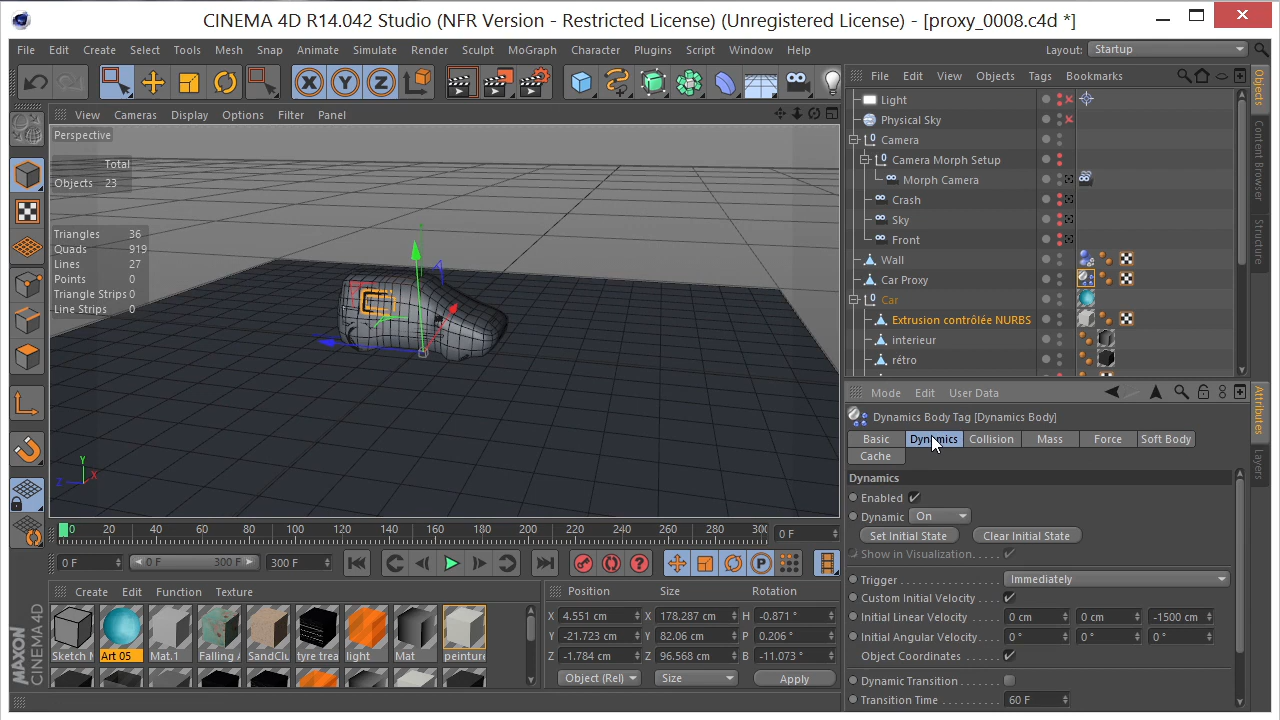 CINEMA 4D R14.042 Studio (NFR Version - Restricted License) (Unregistered License) - [proxy_0008.c4d *]
File Edit Create Select Tools Mesh Snap Animate Simulate Render Sculpt MoGraph Character Plugins Script Window Help Layout: Startup
File Edit View Objects Tags Bookmarks
Light
Physical Sky
Camera
Camera Morph Setup
Morph Camera
Crash
Sky
Front
Wall
Car Proxy
Car
Extrusion contrôlée NURBS
interieur
rétro
Objects
Content Browser
Structure
View Cameras Display Options Filter Panel
Perspective
Total
Objects 23
Triangles 36
Quads 919
Lines 27
Points 0
Triangle Strips 0
Line Strips 0
Y
X
Z
0 20 40 60 80 100 120 140 160 180 200 220 240 260 280 0 F
0 F 0 F 300 F 300 F
Create Edit Function Texture
Art 05 Mat.1 Falling SandClu tyre trea light Mat peinture
MAXON
CINEMA 4D
Position Size Rotation
X 4.551 cm X 178.287 cm H -0.871 °
Y -21.723 cm Y 82.06 cm P 0.206 °
Z -1.784 cm Z 96.568 cm B -11.073 °
Object (Rel) Size Apply
Mode Edit User Data
Dynamics Body Tag [Dynamics Body]
Basic Dynamics Collision Mass Force Soft Body
Cache
Dynamics
Enabled
Dynamic On
Set Initial State Clear Initial State
Show in Visualization
Trigger Immediately
Custom Initial Velocity
Initial Linear Velocity 0 cm 0 cm -1500 cm
Initial Angular Velocity 0 ° 0 ° 0 °
Object Coordinates
Dynamic Transition
Transition Time 60 F
Attributes
Layers